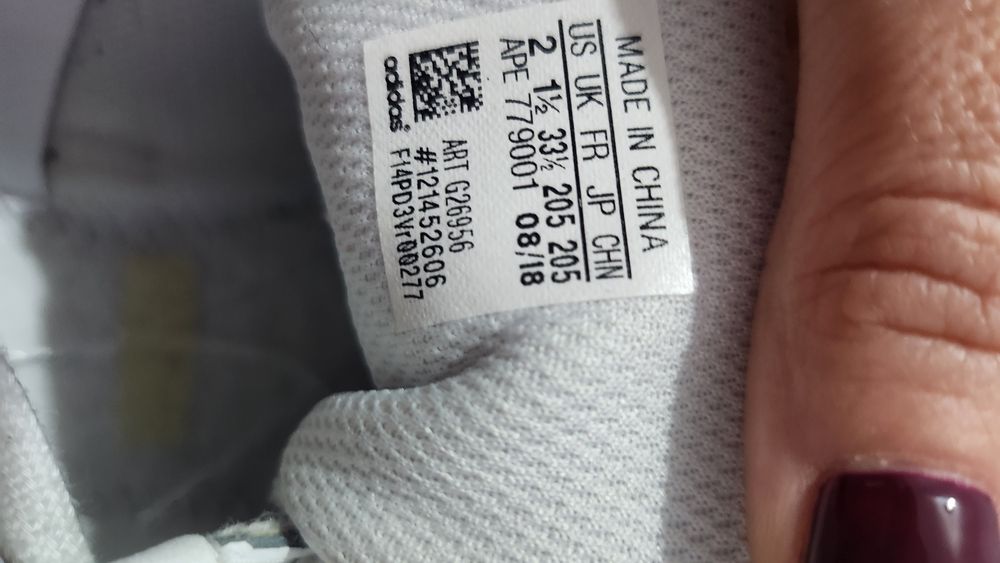 MADE IN CHINA
US UK FR JP CHN
2 1½ 33½ 205 205
APE 779001 08/18
ART G26956
#121452606
adidas